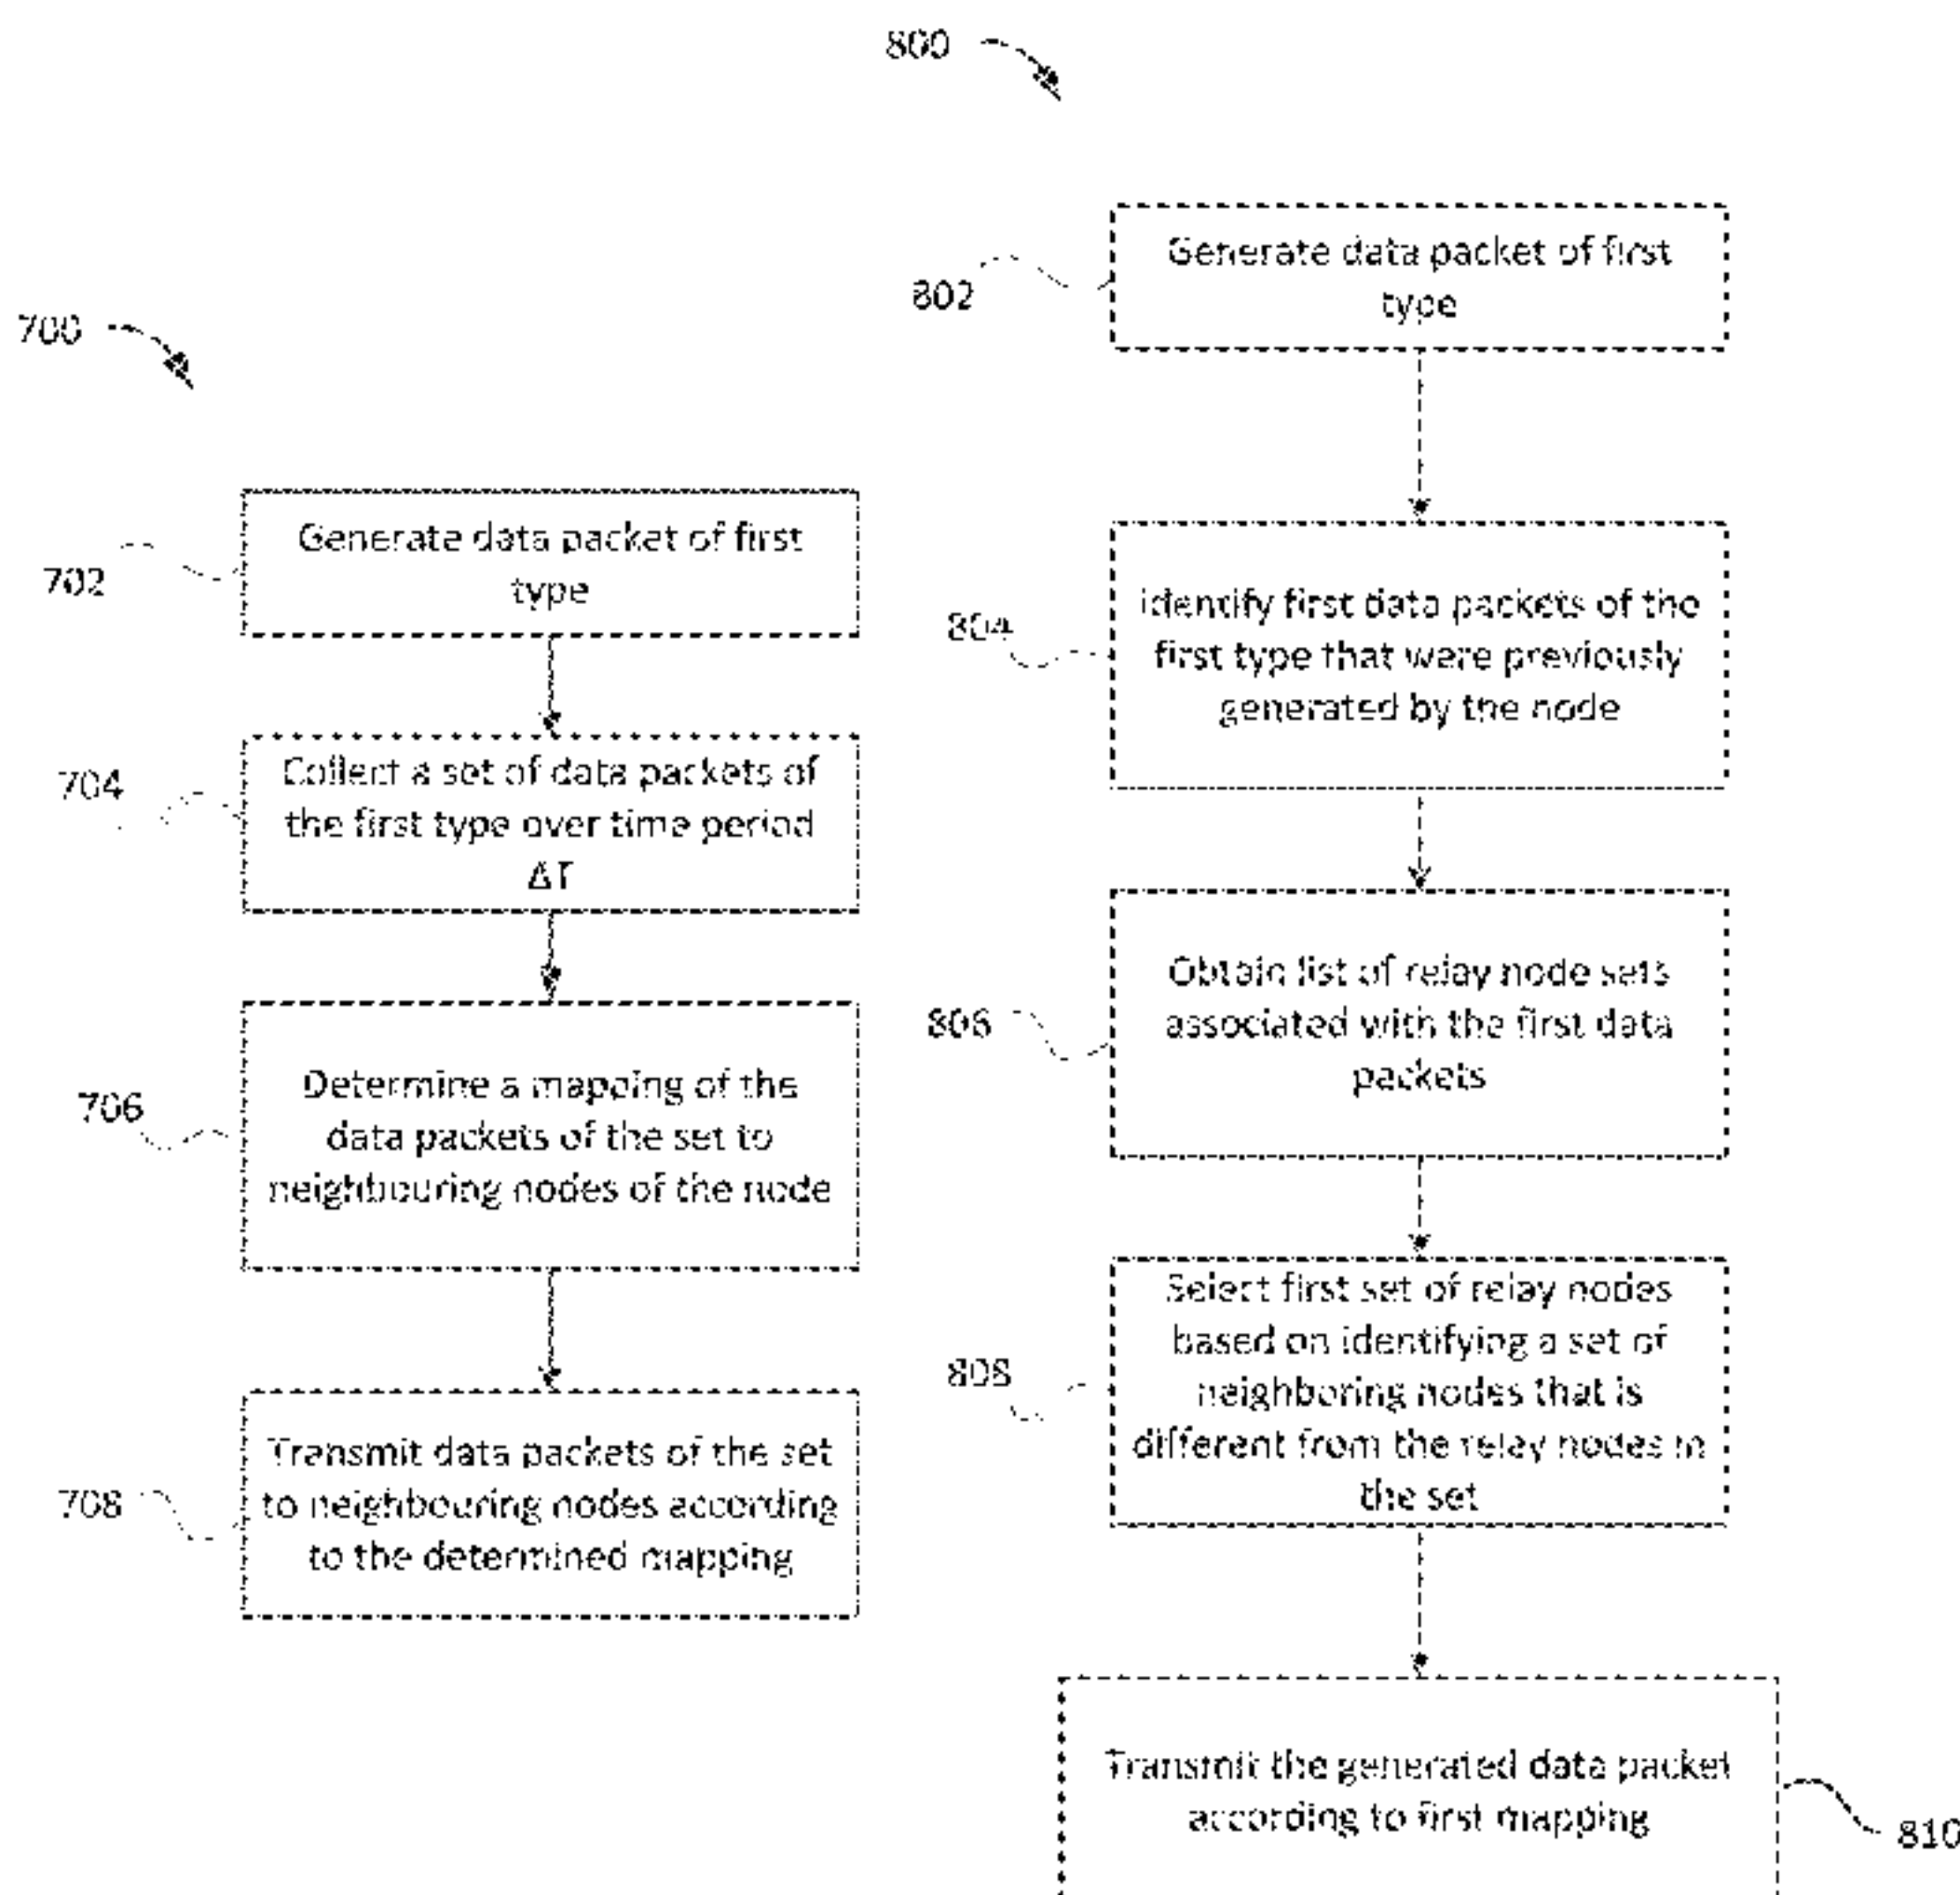 700
702
Generate data packet of first
type
704
Collect a set of data packets of
the first type over time period
ΔT
706
Determine a mapping of the
data packets of the set to
neighbouring nodes of the node
708
Transmit data packets of the set
to neighbouring nodes according
to the determined mapping
800
802
Generate data packet of first
type
804
identify first data packets of the
first type that were previously
generated by the node
806
Obtain list of relay node sets
associated with the first data
packets
808
Select first set of relay nodes
based on identifying a set of
neighboring nodes that is
different from the relay nodes in
the set
Transmit the generated data packet
according to first mapping
810